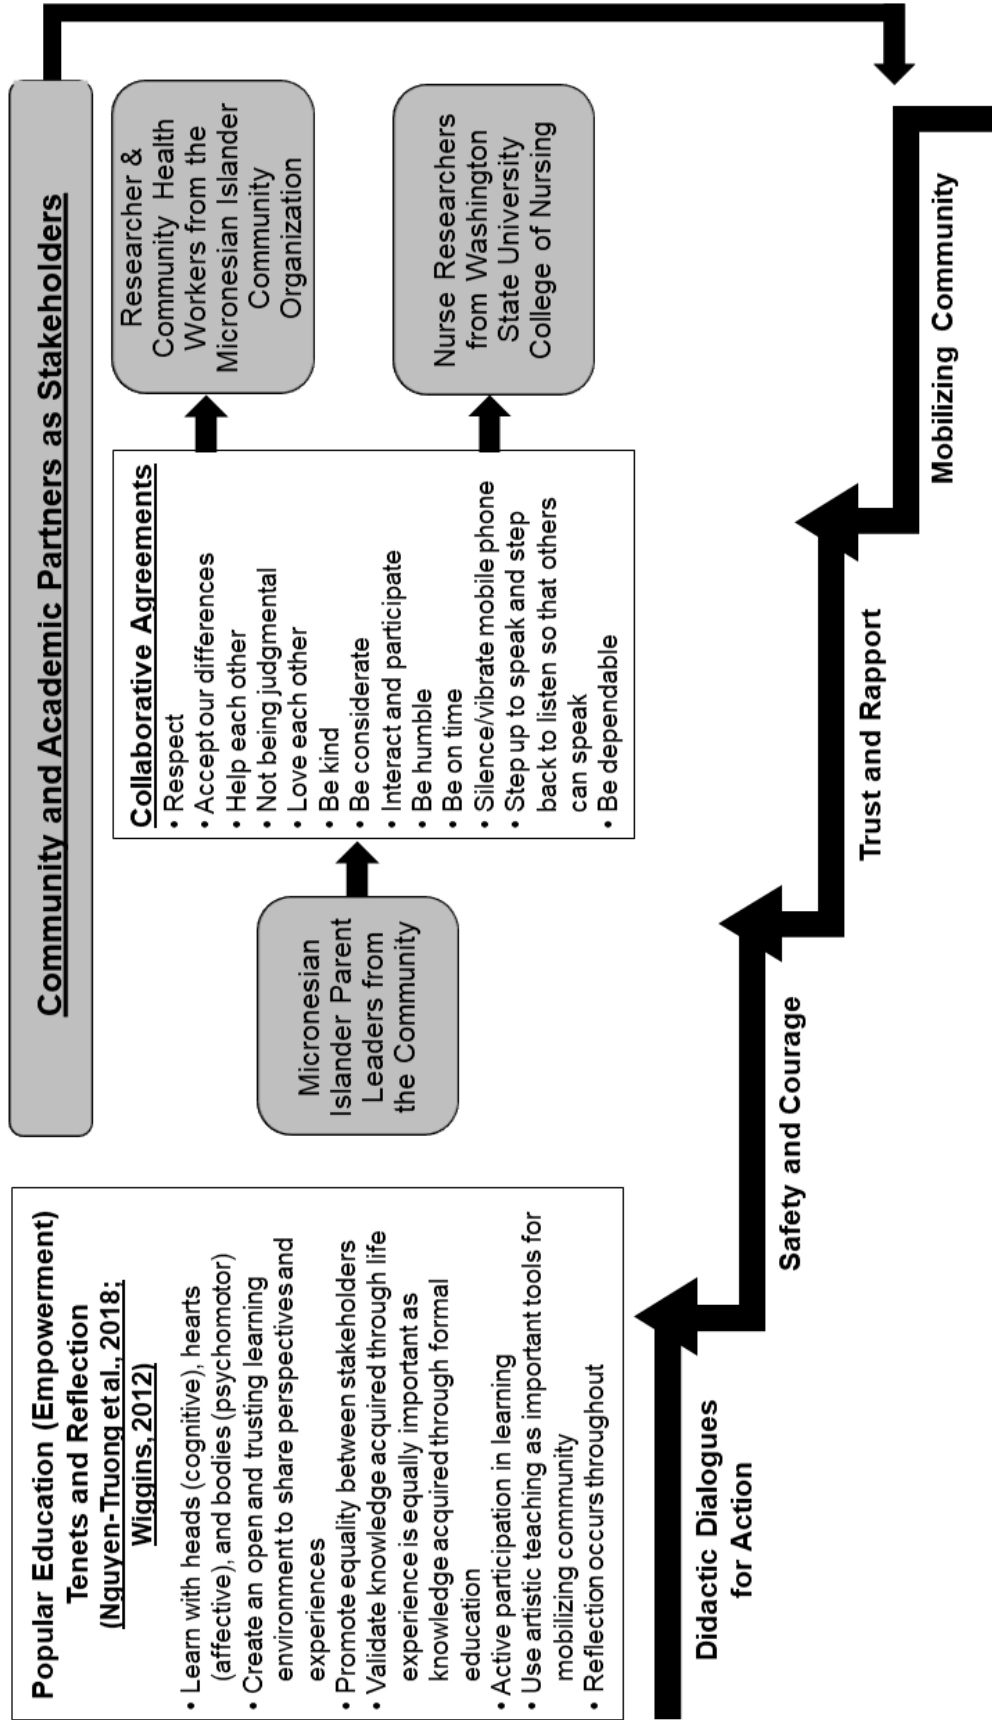 Popular Education (Empowerment)
Tenets and Reflection
(Nguyen-Truong et al., 2018;
Wiggins, 2012)
• Learn with heads (cognitive), hearts
(affective), and bodies (psychomotor)
• Create an open and trusting learning
environment to share perspectives and
experiences
• Promote equality between stakeholders
• Validate knowledge acquired through life
experience is equally important as
knowledge acquired through formal
education
• Active participation in learning
• Use artistic teaching as important tools for
mobilizing community
• Reflection occurs throughout
Community and Academic Partners as Stakeholders
Micronesian
Islander Parent
Leaders from
the Community
Collaborative Agreements
• Respect
• Accept our differences
• Help each other
• Not being judgmental
• Love each other
• Be kind
• Be considerate
• Interact and participate
• Be humble
• Be on time
• Silence/vibrate mobile phone
• Step up to speak and step
back to listen so that others
can speak
• Be dependable
Researcher &
Community Health
Workers from the
Micronesian Islander
Community
Organization
Nurse Researchers
from Washington
State University
College of Nursing
Didactic Dialogues
for Action
Safety and Courage
Trust and Rapport
Mobilizing Community